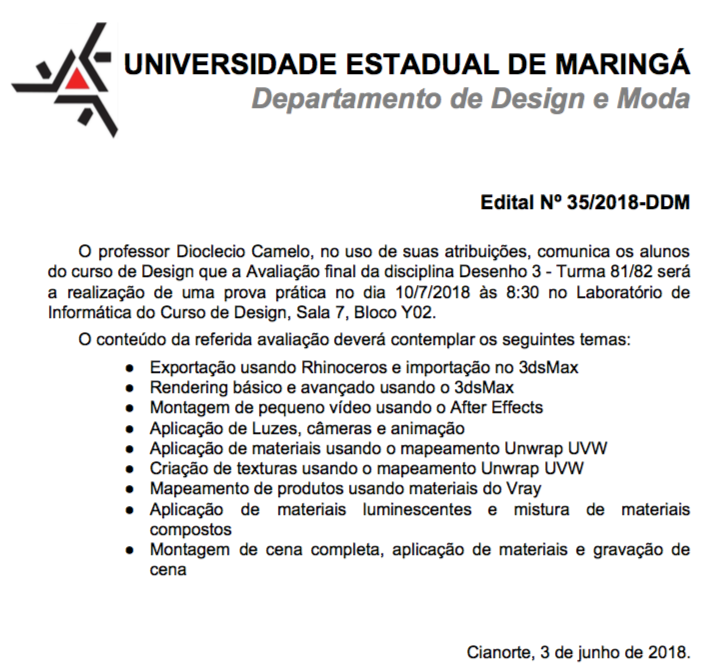 UNIVERSIDADE ESTADUAL DE MARINGÁ
Departamento de Design e Moda
Edital Nº 35/2018-DDM
O professor Dioclecio Camelo, no uso de suas atribuições, comunica os alunos
do curso de Design que a Avaliação final da disciplina Desenho 3 - Turma 81/82 será
a realização de uma prova prática no dia 10/7/2018 às 8:30 no Laboratório de
Informática do Curso de Design, Sala 7, Bloco Y02.
O conteúdo da referida avaliação deverá contemplar os seguintes temas:
● Exportação usando Rhinoceros e importação no 3dsMax
● Rendering básico e avançado usando o 3dsMax
● Montagem de pequeno vídeo usando o After Effects
● Aplicação de Luzes, câmeras e animação
● Aplicação de materiais usando o mapeamento Unwrap UVW
● Criação de texturas usando o mapeamento Unwrap UVW
● Mapeamento de produtos usando materiais do Vray
● Aplicação de materiais luminescentes e mistura de materiais
compostos
● Montagem de cena completa, aplicação de materiais e gravação de
cena
Cianorte, 3 de junho de 2018.